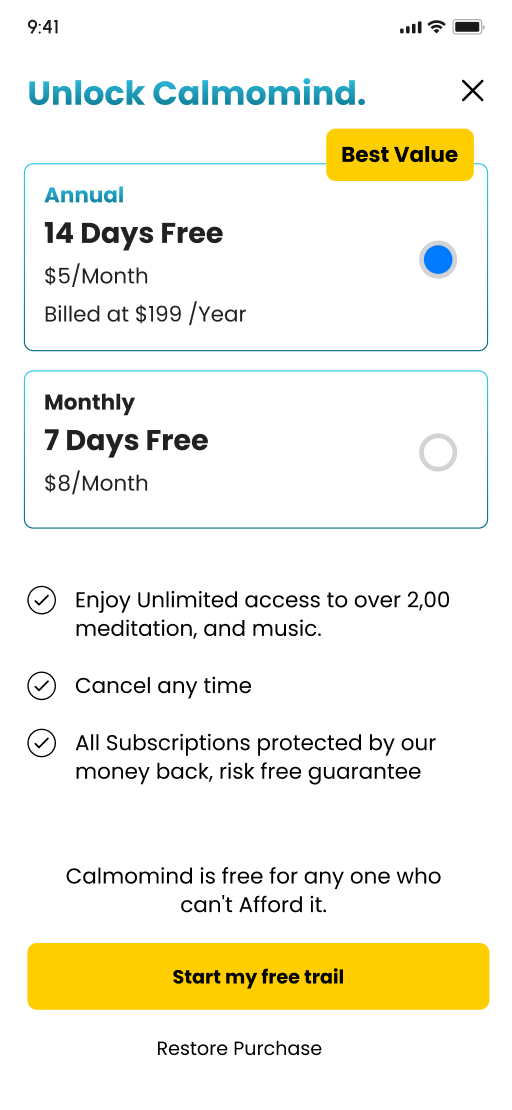 9:41
Unlock Calmomind.
Best Value
Annual
14 Days Free
$5/Month
Billed at $199 /Year
Monthly
7 Days Free
$8/Month
Enjoy Unlimited access to over 2,00
meditation, and music.
Cancel any time
All Subscriptions protected by our
money back, risk free guarantee
Calmomind is free for any one who
can't Afford it.
Start my free trail
Restore Purchase